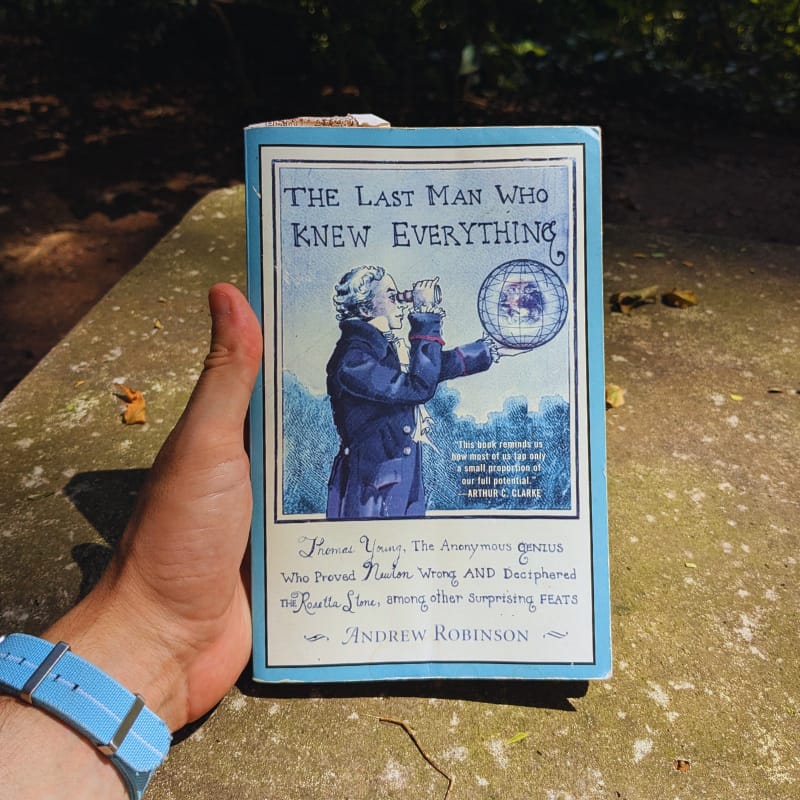 THE LAST MAN WHO
KNEW EVERYTHING
"This book reminds us
how most of us tap only
a small proportion of
our full potential."
—ARTHUR C. CLARKE
Thomas Young, The Anonymous GENIUS
Who Proved Newton Wrong AND Deciphered
THE Rosetta Stone, among other surprising FEATS
ANDREW ROBINSON